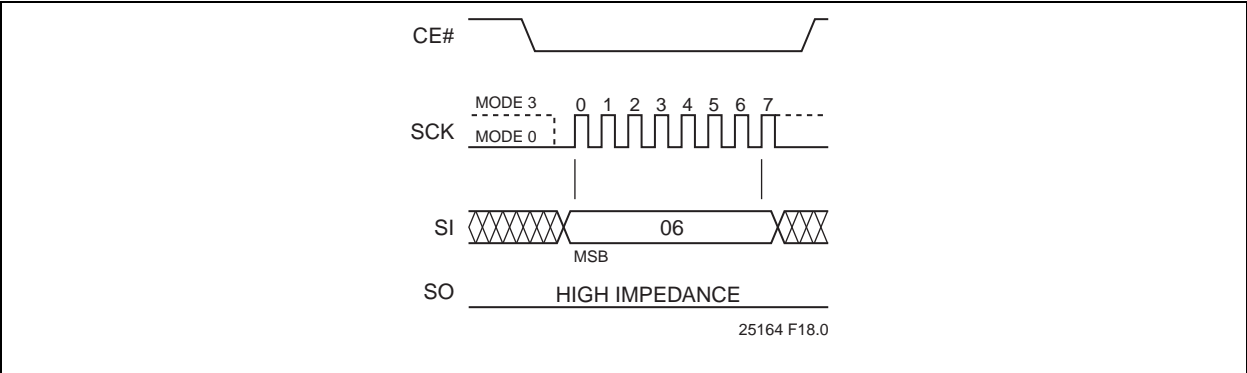 CE#
MODE 3 0 1 2 3 4 5 6 7
SCK
MODE 0
SI 06
MSB
SO HIGH IMPEDANCE
25164 F18.0